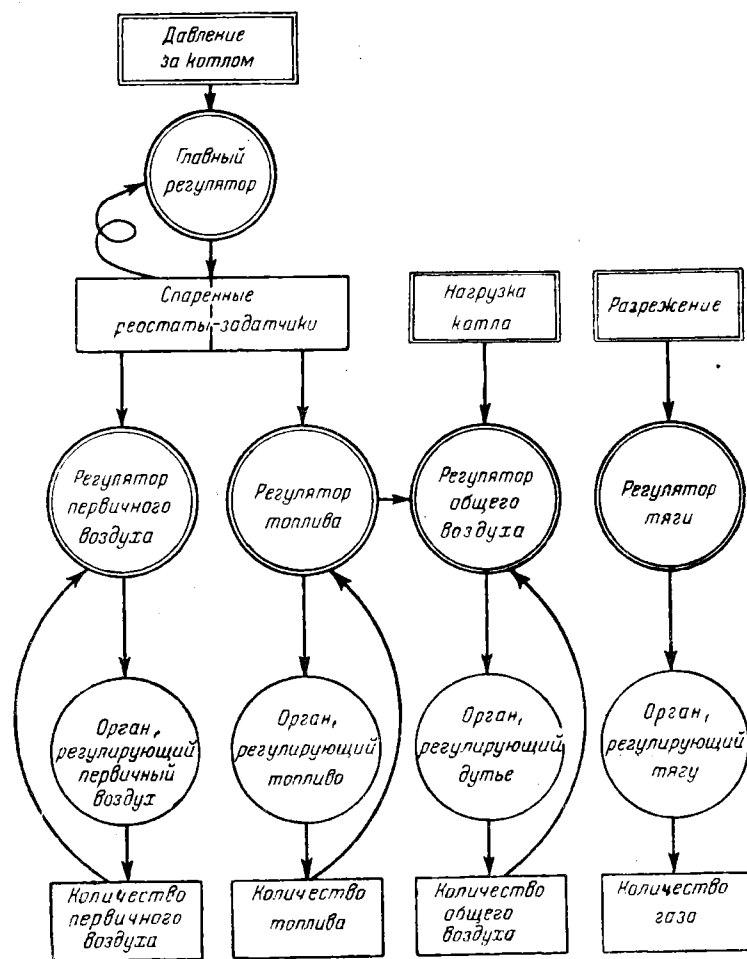 Давление
за котлом
Главный
регулятор
Спаренные
реостаты-задатчики
Нагрузка
котла
Разрежение
Регулятор
первичного
воздуха
Регулятор
топлива
Регулятор
общего
воздуха
Регулятор
тяги
Орган,
регулирующий
первичный
воздух
Орган,
регулирующий
топливо
Орган,
регулирующий
дутье
Орган,
регулирующий
тягу
Количество
первичного
воздуха
Количество
топлива
Количество
общего
воздуха
Количество
газа